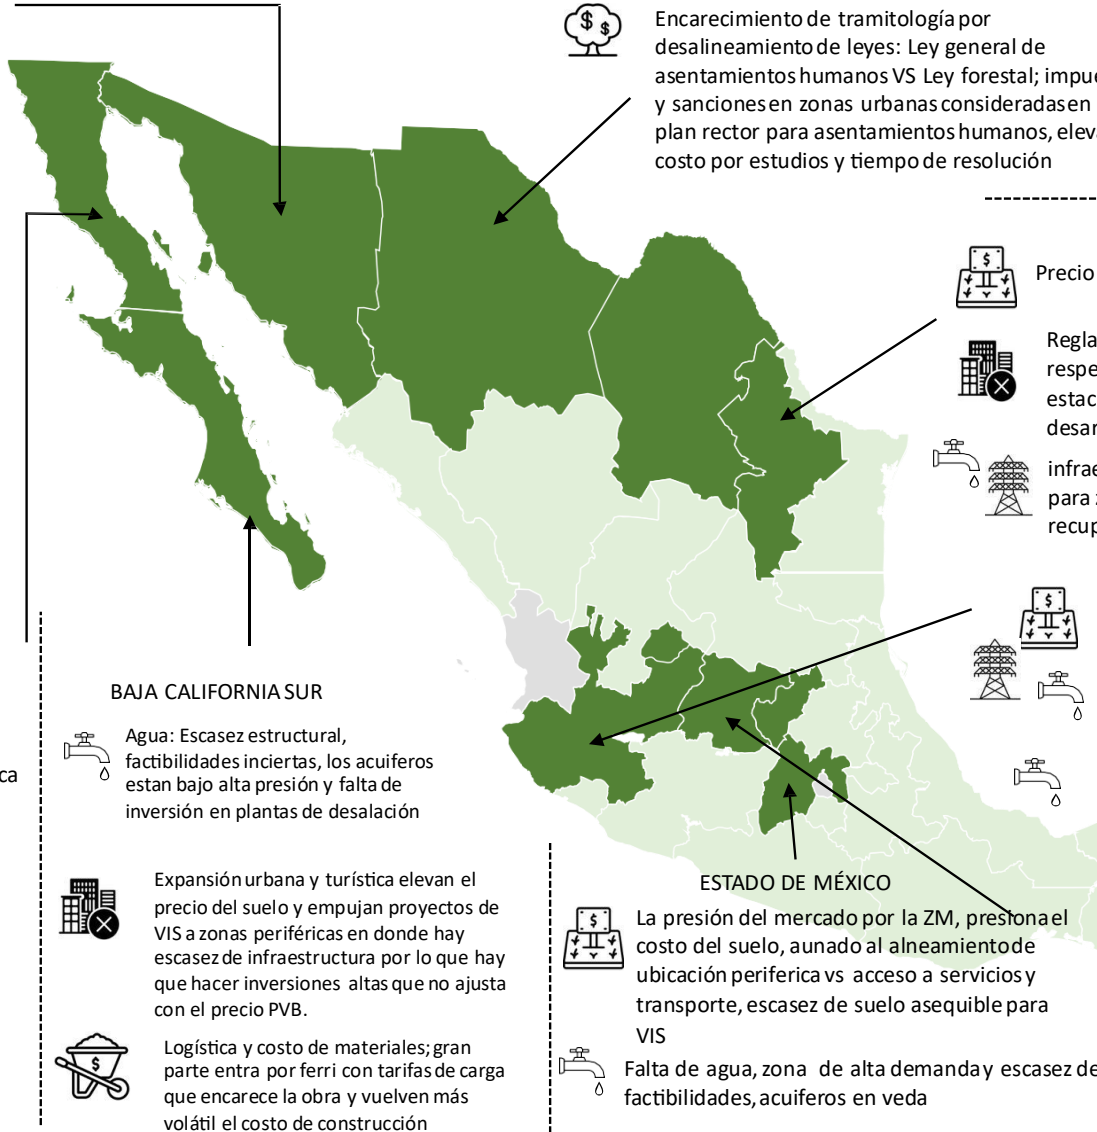 Encarecimiento de tramitología por
desalineamiento de leyes: Ley general de
asentamientos humanos VS Ley forestal; impue
y sanciones en zonas urbanas consideradas en
plan rector para asentamientos humanos, eleva
costo por estudios y tiempo de resolución
Precio
Regla
respe
estac
desar
infrae
para z
recup
ca
BAJA CALIFORNIA SUR
Agua: Escasez estructural,
factibilidades inciertas, los acuiferos
estan bajo alta presión y falta de
inversión en plantas de desalación
Expansión urbana y turística elevan el
precio del suelo y empujan proyectos de
VIS a zonas periféricas en donde hay
escasez de infraestructura por lo que hay
que hacer inversiones altas que no ajusta
con el precio PVB.
Logística y costo de materiales; gran
parte entra por ferri con tarifas de carga
que encarece la obra y vuelven más
volátil el costo de construcción
ESTADO DE MÉXICO
La presión del mercado por la ZM, presiona el
costo del suelo, aunado al alneamiento de
ubicación periferica vs acceso a servicios y
transporte, escasez de suelo asequible para
VIS
Falta de agua, zona de alta demanda y escasez de
factibilidades, acuiferos en veda